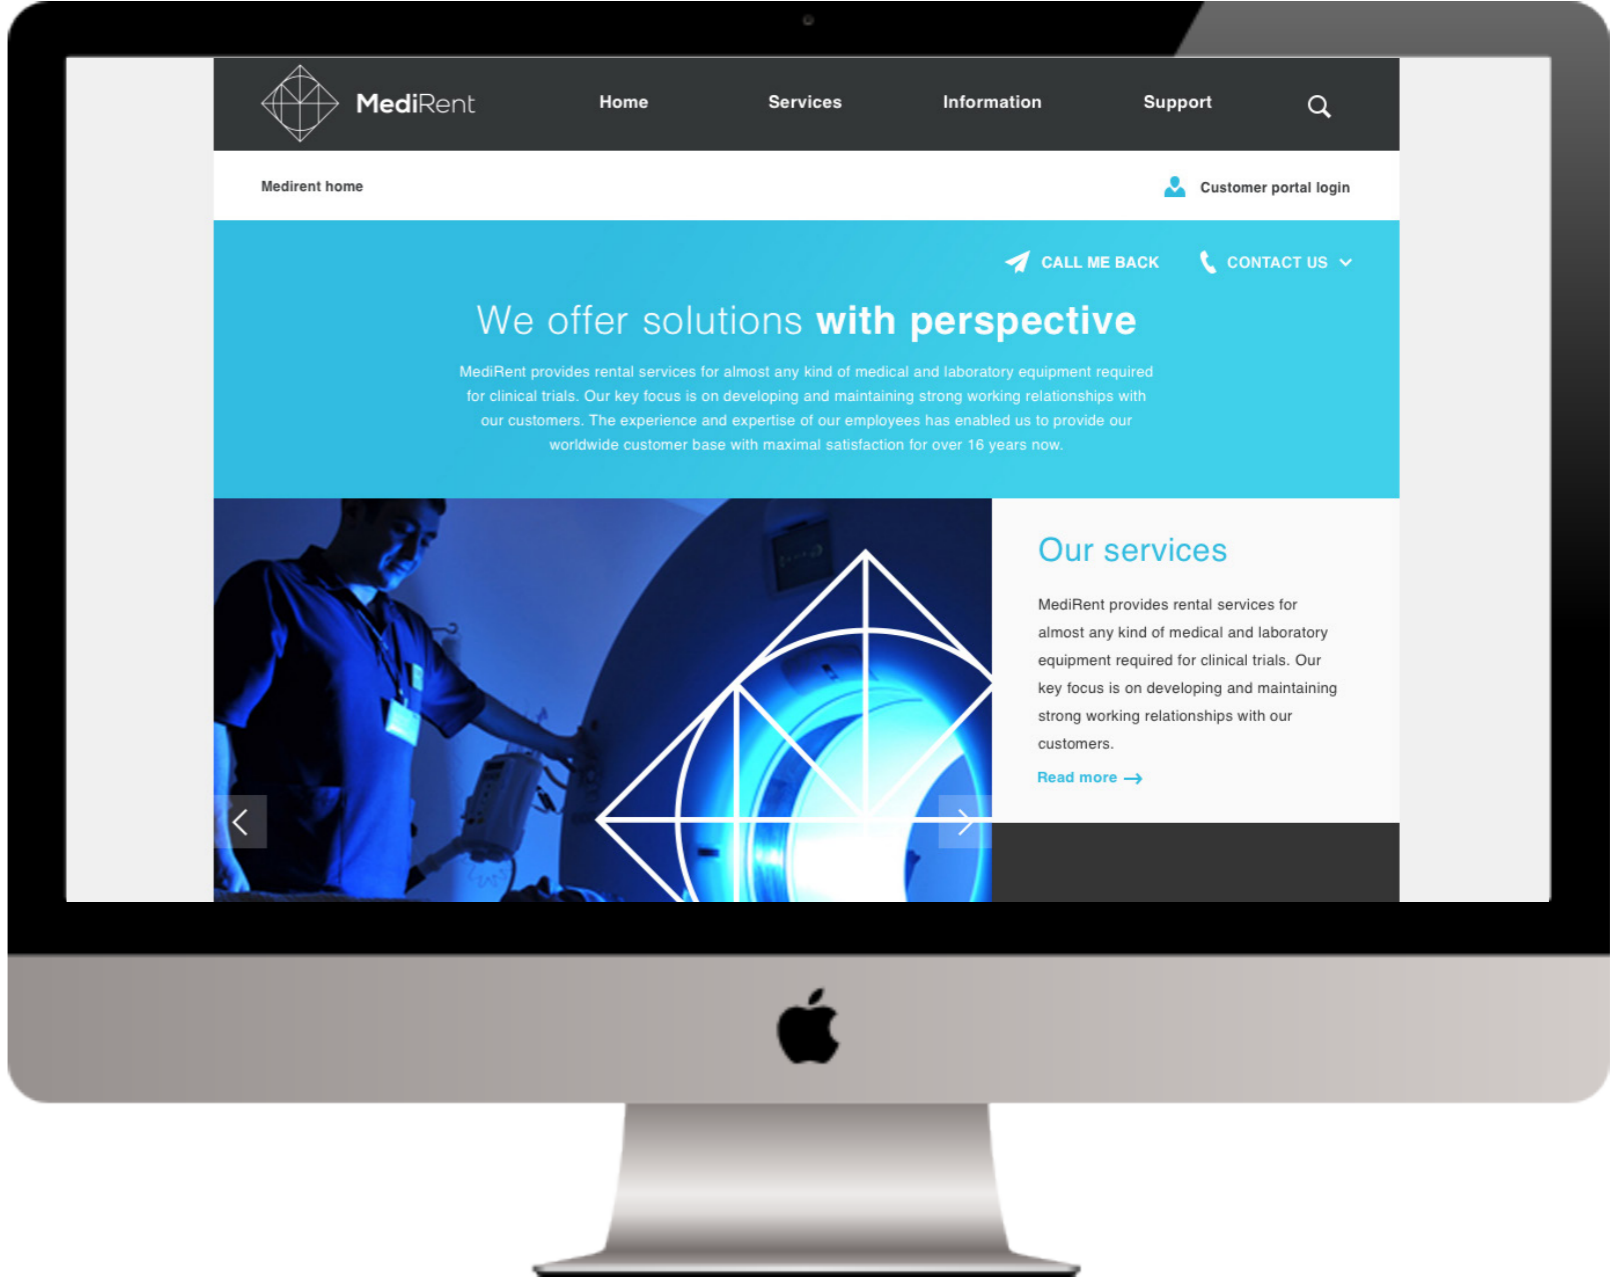 MediRent
Home
Services
Information
Support
Medirent home
Customer portal login
CALL ME BACK
CONTACT US
We offer solutions with perspective
MediRent provides rental services for almost any kind of medical and laboratory equipment required
for clinical trials. Our key focus is on developing and maintaining strong working relationships with
our customers. The experience and expertise of our employees has enabled us to provide our
worldwide customer base with maximal satisfaction for over 16 years now.
Our services
MediRent provides rental services for
almost any kind of medical and laboratory
equipment required for clinical trials. Our
key focus is on developing and maintaining
strong working relationships with our
customers.
Read more